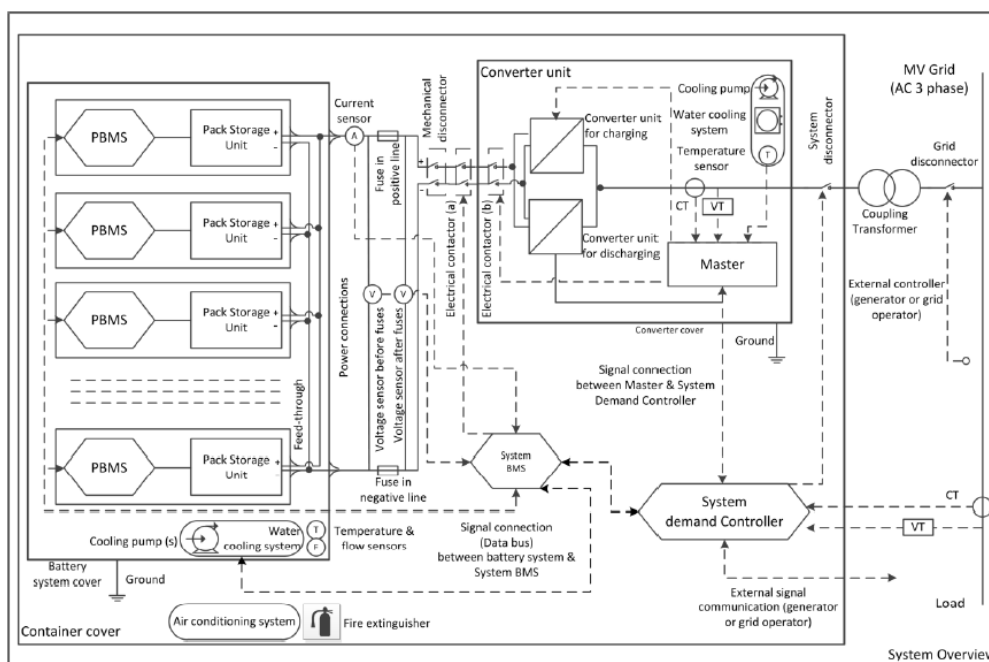 MV Grid
(AC 3 phase)
Converter unit
Cooling pump
Water cooling
system
Temperature
sensor
T
Converter unit
for charging
Converter unit
for discharging
CT
VT
Master
Converter cover
Ground
System
disconnector
Grid
disconnector
Coupling
Transformer
External controller
(generator or grid
operator)
Current
sensor
A
Mechanical
disconnector
Fuse in
positive line
+
-
Electrical contactor (a)
Electrical contactor (b)
PBMS
Pack Storage
Unit
+
-
PBMS
Pack Storage
Unit
+
-
PBMS
Pack Storage
Unit
+
-
PBMS
Pack Storage
Unit
+
-
Feed-through
Power connections
V
V
Voltage sensor before fuses
Voltage sensor after fuses
Fuse in
negative line
Signal connection
between Master & System
Demand Controller
System
BMS
System
demand Controller
CT
VT
Load
Signal connection
(Data bus)
between battery system &
System BMS
External signal
communication (generator
or grid operator)
Cooling pump (s)
Water
cooling system
T
F
Temperature &
flow sensors
Battery
system cover
Ground
Air conditioning system
Fire extinguisher
Container cover
System Overview